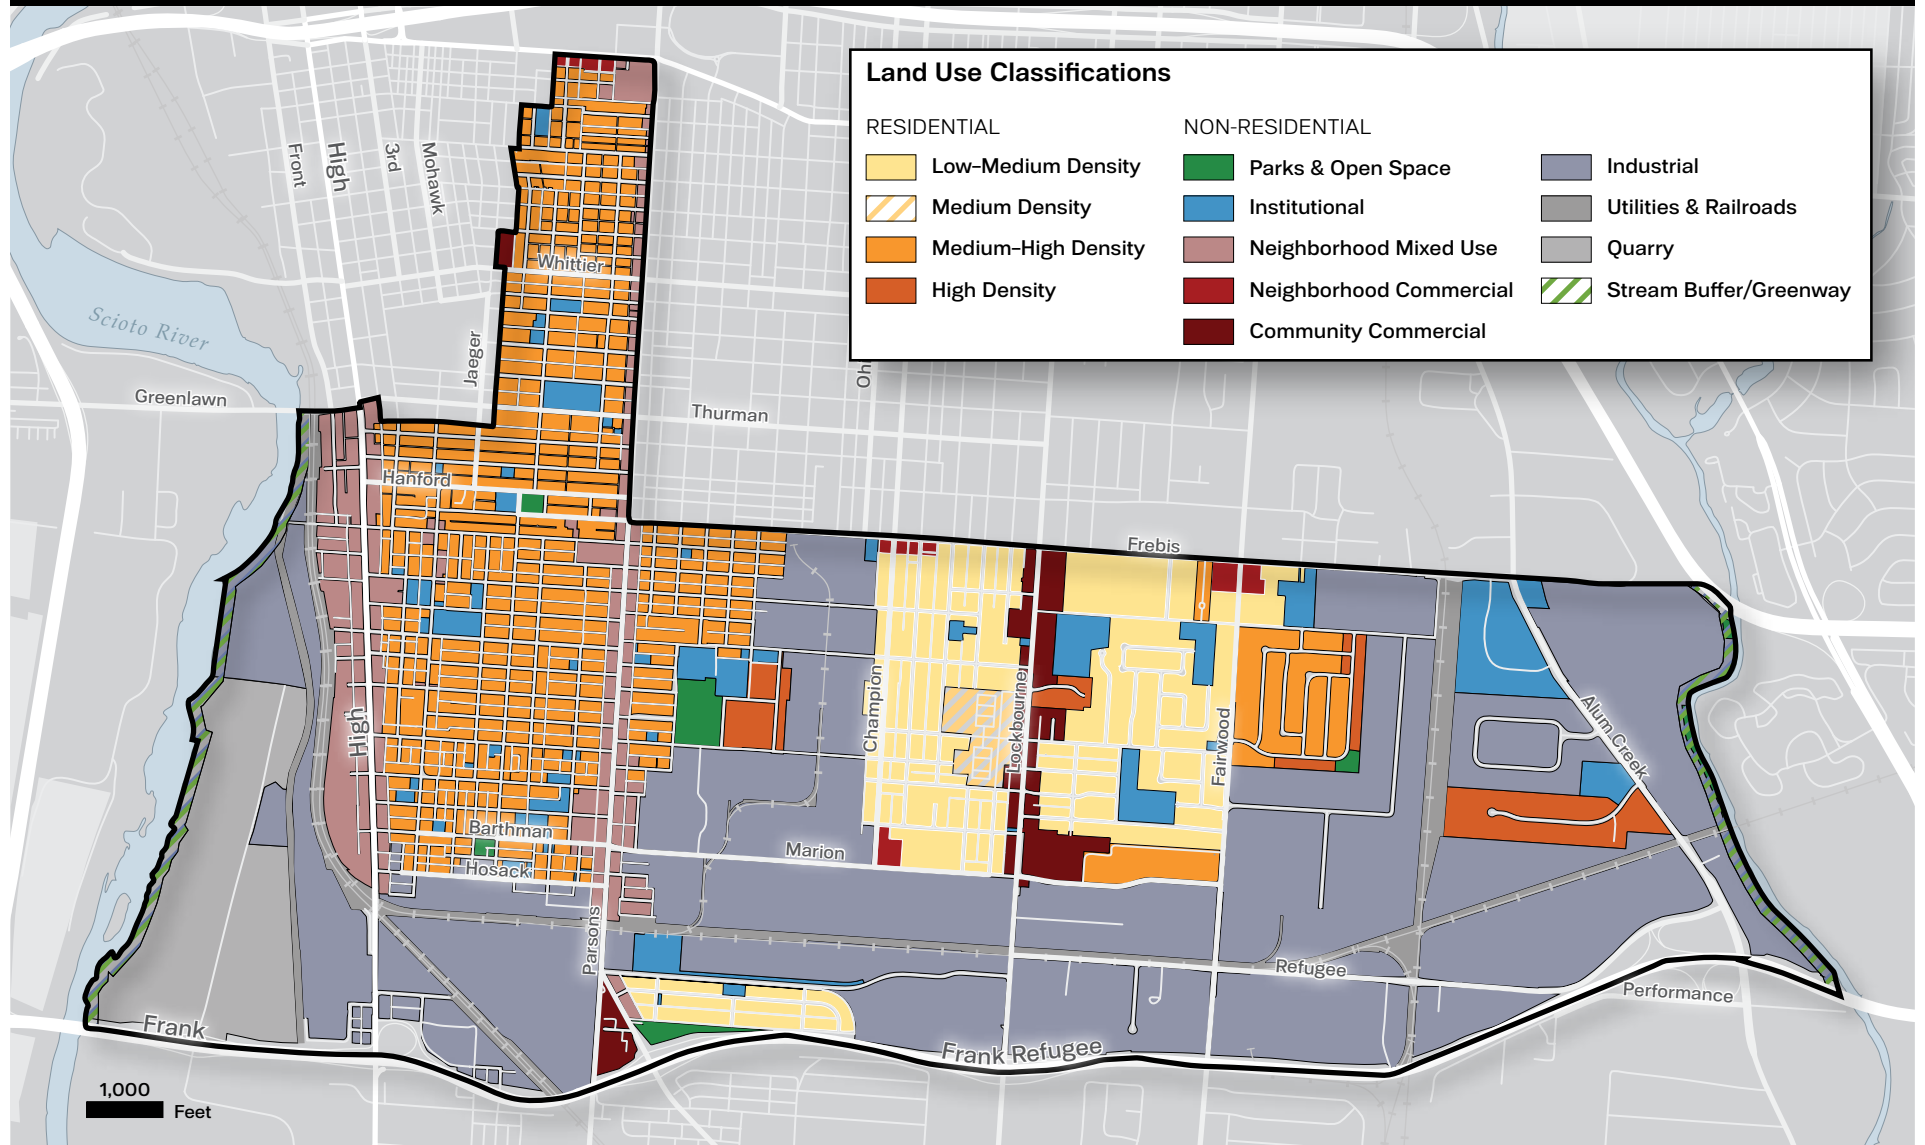 Land Use Classifications
RESIDENTIAL
Low–Medium Density
Medium Density
Medium–High Density
High Density
NON-RESIDENTIAL
Parks & Open Space
Institutional
Neighborhood Mixed Use
Neighborhood Commercial
Community Commercial
Industrial
Utilities & Railroads
Quarry
Stream Buffer/Greenway
Front
High
3rd
Mohawk
Whittier
Scioto River
Jaeger
Greenlawn
Thurman
Hanford
Frebis
Champion
Lockbourne
Fairwood
High
Alum Creek
Barthman
Marion
Hosack
Parsons
Refugee
Performance
Frank
Frank Refugee
1,000
Feet